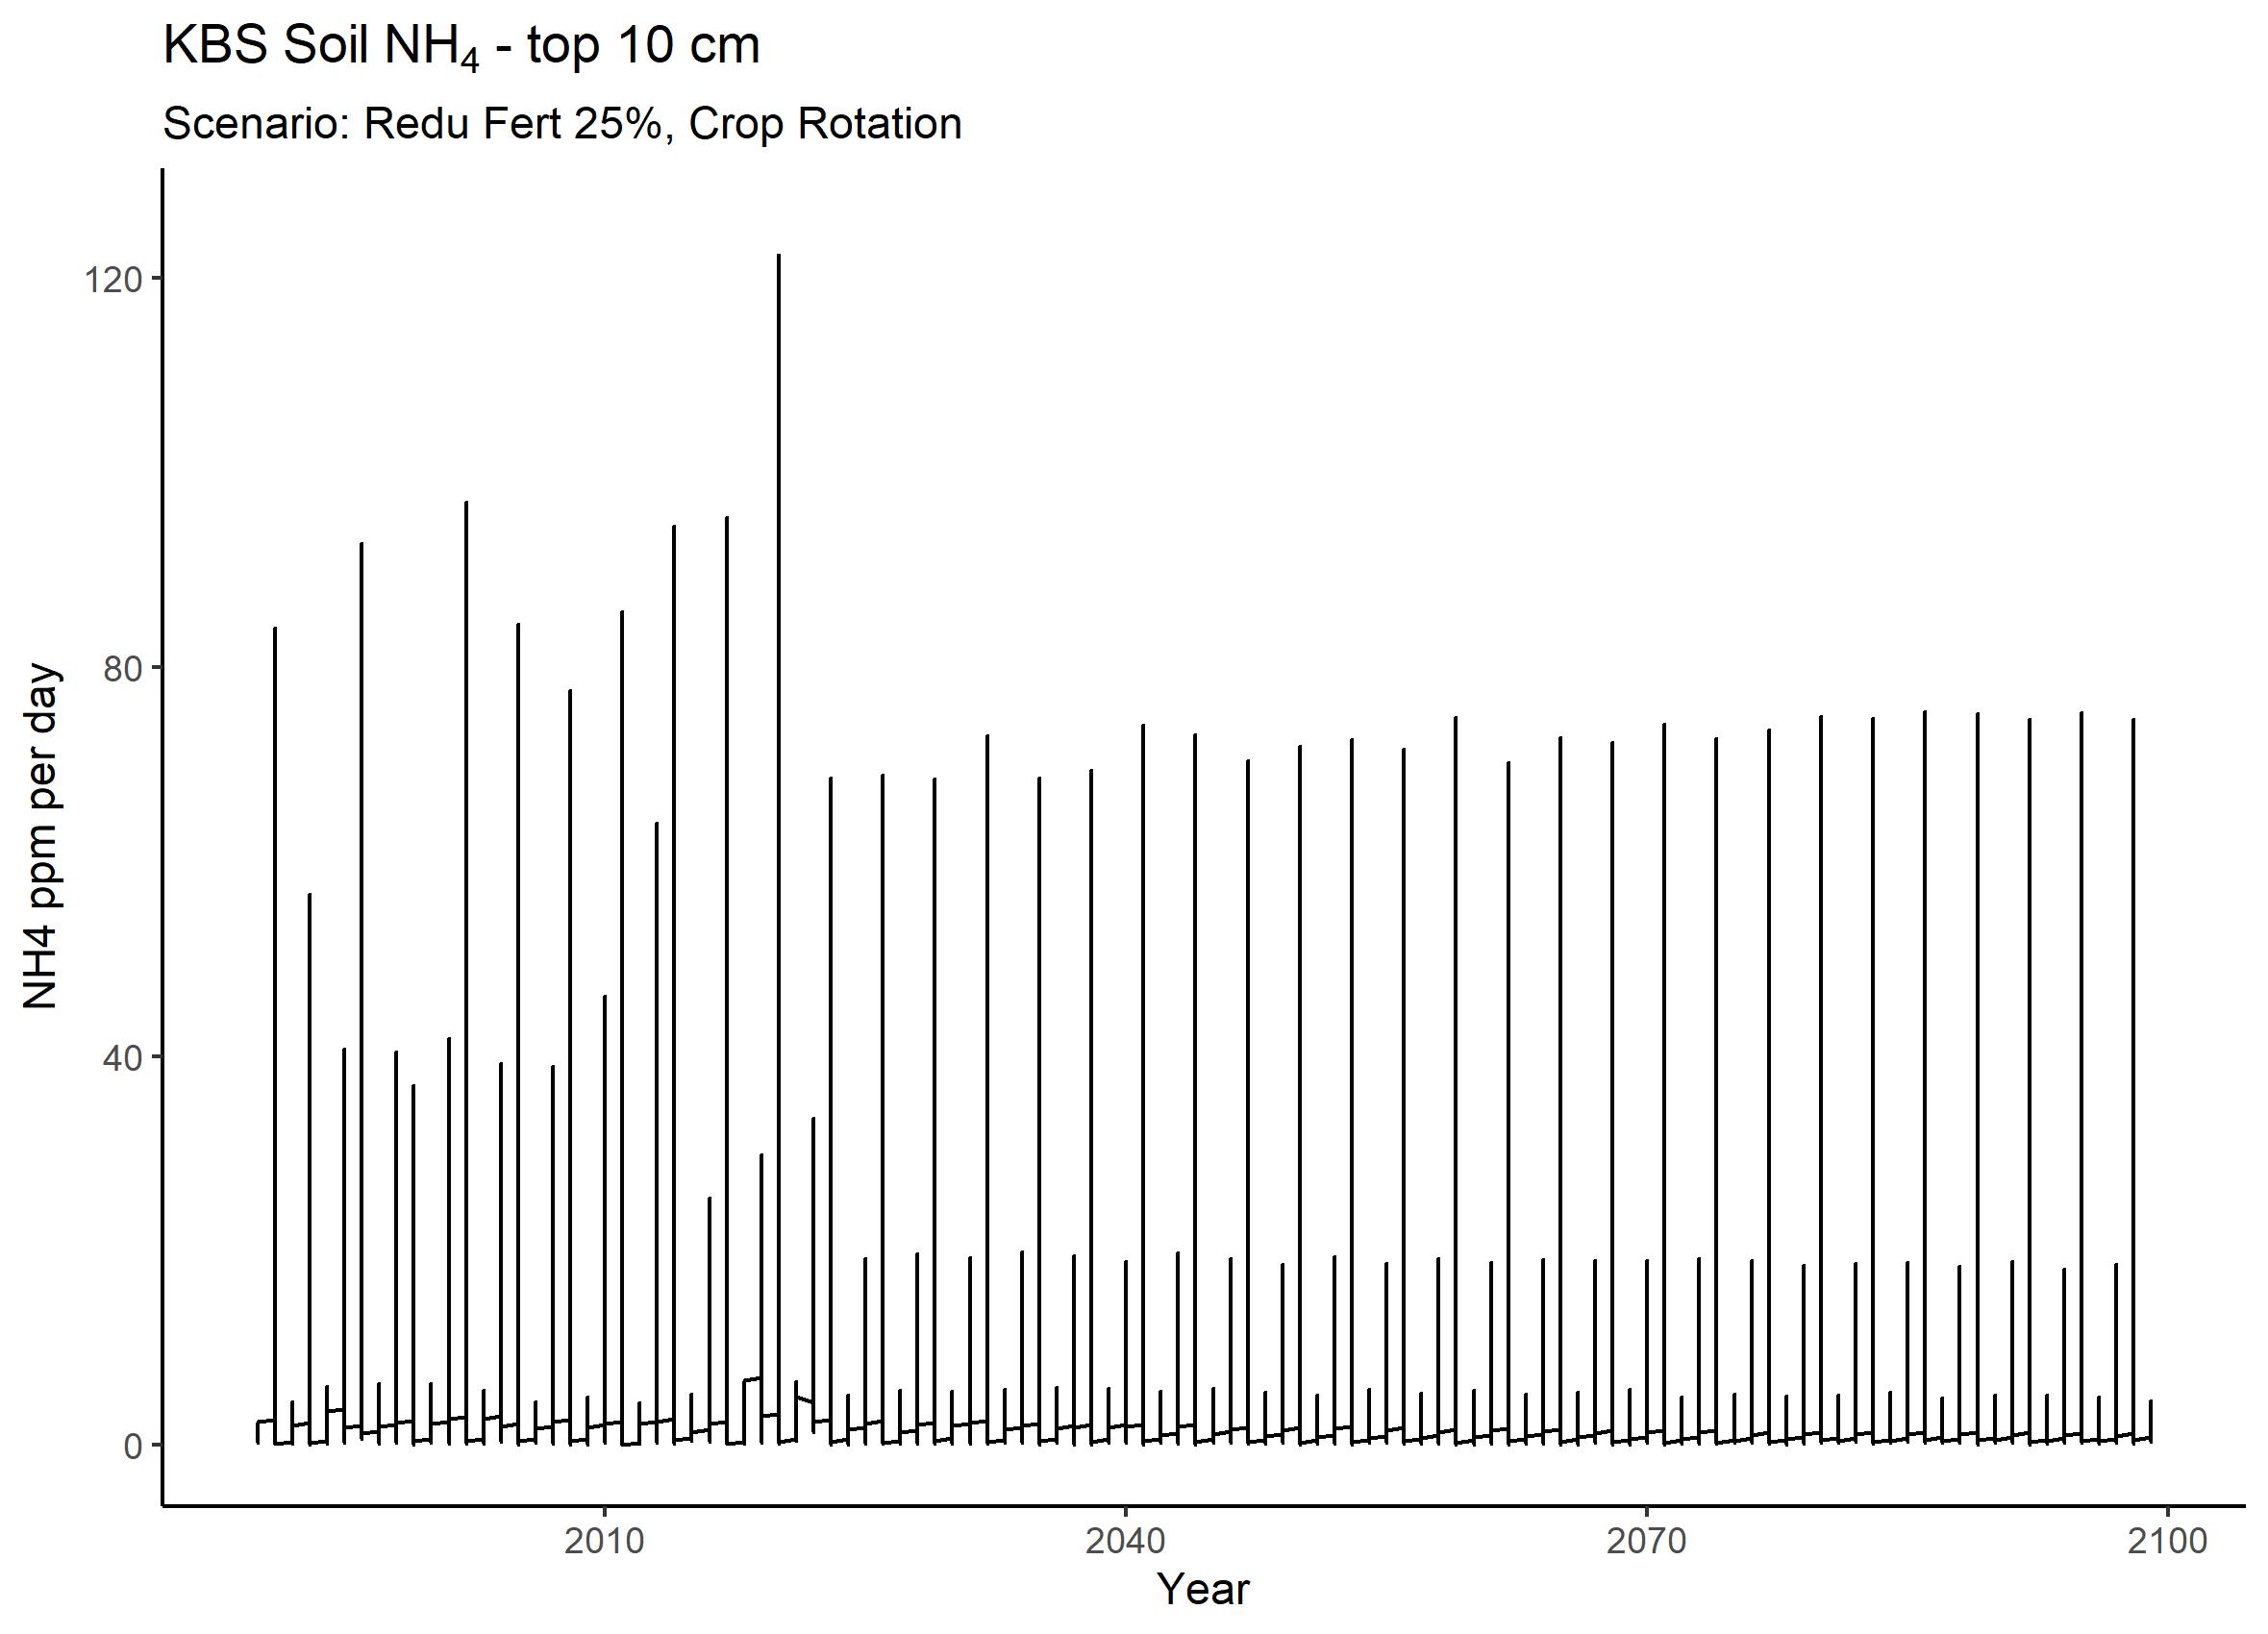 KBS Soil NH₄ - top 10 cm
Scenario: Redu Fert 25%, Crop Rotation
NH4 ppm per day
120
80
40
0
2010 2040 2070 2100
Year